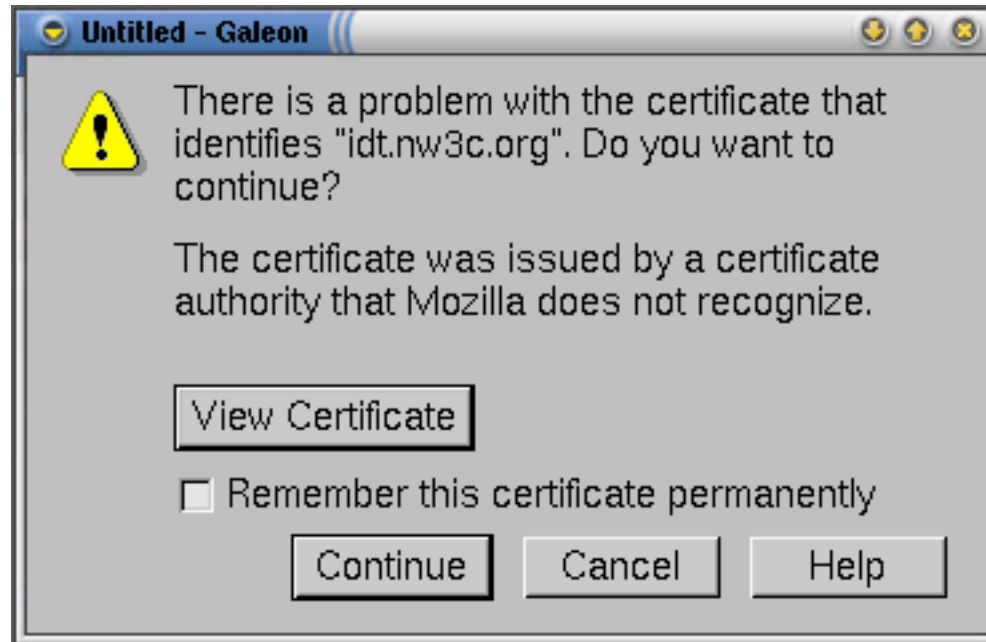 Untitled - Galeon
There is a problem with the certificate that
identifies "idt.nw3c.org". Do you want to
continue?
The certificate was issued by a certificate
authority that Mozilla does not recognize.
View Certificate
Remember this certificate permanently
Continue Cancel Help